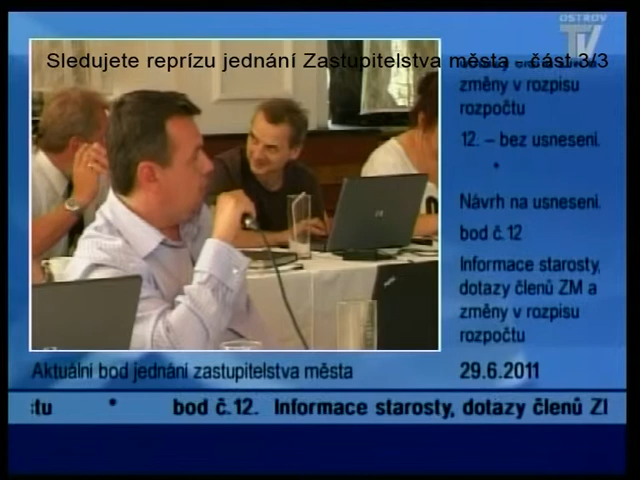 OSTROV
TV
Sledujete reprízu jednání Zastupitelstva města - část 3/3
změny v rozpisu
rozpočtu
12. – bez usnesení.
*
Návrh na usnesení.
bod č.12
Informace starosty,
dotazy členů ZM a
změny v rozpisu
rozpočtu
Aktuální bod jednání zastupitelstva města
29.6.2011
tu * bod č.12. Informace starosty, dotazy členů ZI
hp